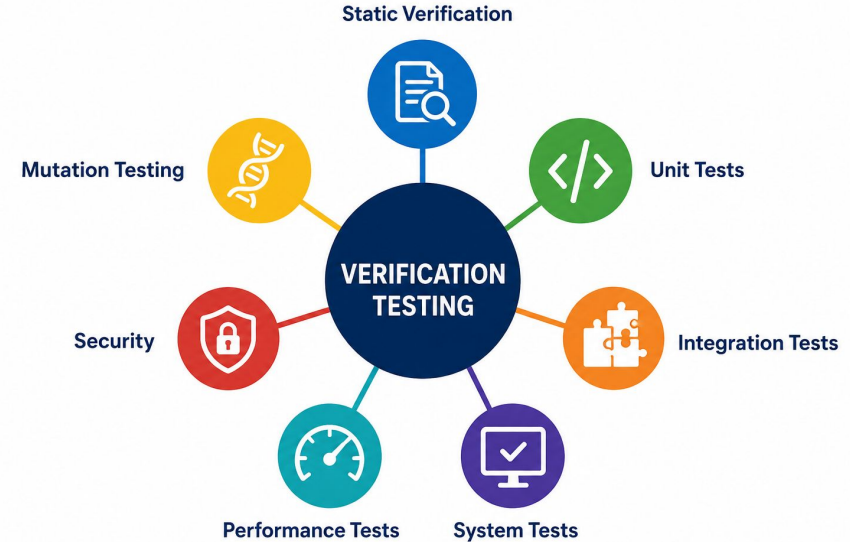 Static Verification
Mutation Testing
Unit Tests
VERIFICATION
TESTING
Security
Integration Tests
Performance Tests
System Tests